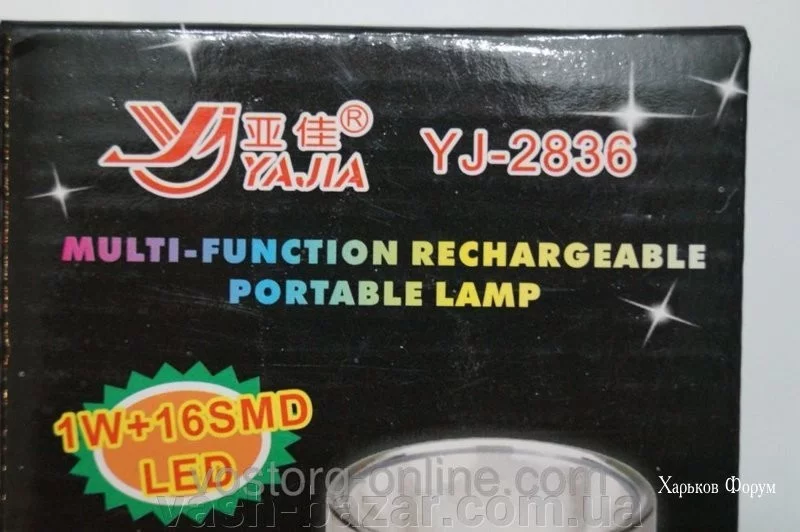 亚佳®
YAJIA
YJ-2836
MULTI-FUNCTION RECHARGEABLE
PORTABLE LAMP
1W+16SMD
LED
vostorg-online.com
vash-bazar.com.ua
Харьков Форум